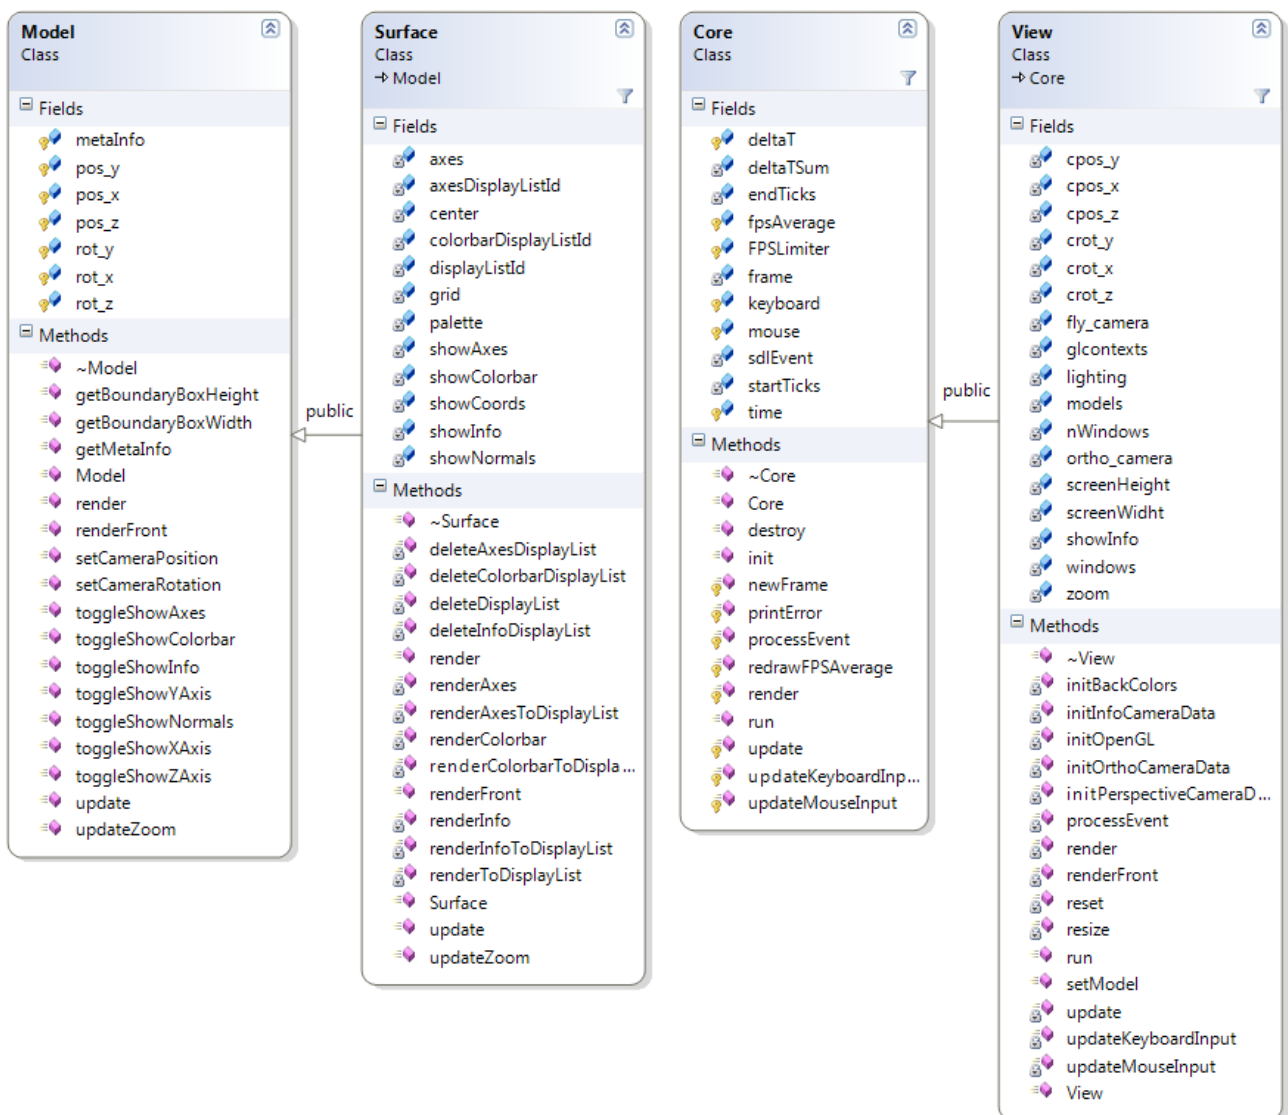 Model
Class
Fields
metaInfo
pos_y
pos_x
pos_z
rot_y
rot_x
rot_z
Methods
~Model
getBoundaryBoxHeight
getBoundaryBoxWidth
getMetaInfo
Model
render
renderFront
setCameraPosition
setCameraRotation
toggleShowAxes
toggleShowColorbar
toggleShowInfo
toggleShowYAxis
toggleShowNormals
toggleShowXAxis
toggleShowZAxis
update
updateZoom
public
Surface
Class
Model
Fields
axes
axesDisplayListId
center
colorbarDisplayListId
displayListId
grid
palette
showAxes
showColorbar
showCoords
showInfo
showNormals
Methods
~Surface
deleteAxesDisplayList
deleteColorbarDisplayList
deleteDisplayList
deleteInfoDisplayList
render
renderAxes
renderAxesToDisplayList
renderColorbar
renderColorbarToDispla...
renderFront
renderInfo
renderInfoToDisplayList
renderToDisplayList
Surface
update
updateZoom
Core
Class
Fields
deltaT
deltaTSum
endTicks
fpsAverage
FPSLimiter
frame
keyboard
mouse
sdlEvent
startTicks
time
Methods
~Core
Core
destroy
init
newFrame
printError
processEvent
redrawFPSAverage
render
run
update
updateKeyboardInp...
updateMouseInput
public
View
Class
Core
Fields
cpos_y
cpos_x
cpos_z
crot_y
crot_x
crot_z
fly_camera
glcontexts
lighting
models
nWindows
ortho_camera
screenHeight
screenWidht
showInfo
windows
zoom
Methods
~View
initBackColors
initInfoCameraData
initOpenGL
initOrthoCameraData
initPerspectiveCameraD...
processEvent
render
renderFront
reset
resize
run
setModel
update
updateKeyboardInput
updateMouseInput
View